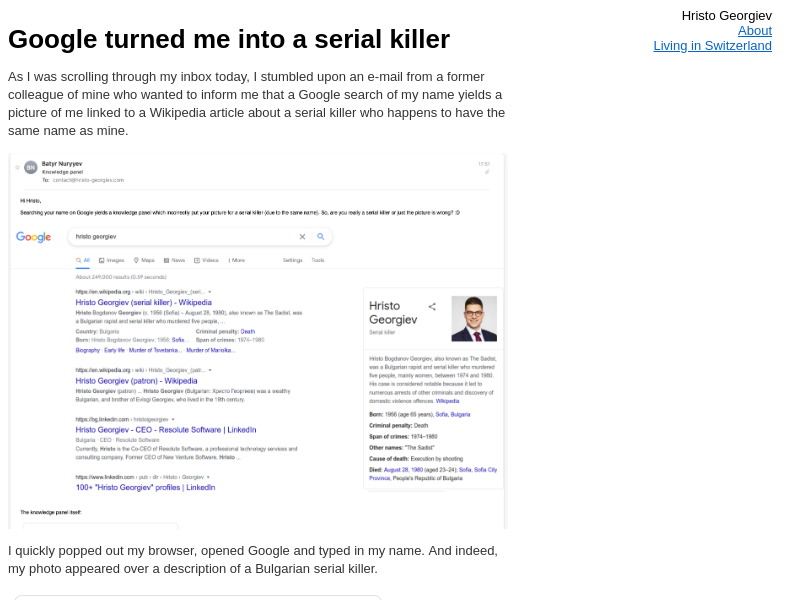 Hristo Georgiev
About
Living in Switzerland
Google turned me into a serial killer
As I was scrolling through my inbox today, I stumbled upon an e-mail from a former
colleague of mine who wanted to inform me that a Google search of my name yields a
picture of me linked to a Wikipedia article about a serial killer who happens to have the
same name as mine.
BN
Batyr Nuryyev
17:57
Knowledge panel
To: contact@hristo-georgiev.com
Hi Hristo,
Searching your name on Google yields a knowledge panel which incorrectly put your picture for a serial killer (due to the same name). So, are you really a serial killer or just the picture is wrong? :D
Google
hristo georgiev
All Images Maps News Videos More Settings Tools
About 249,000 results (0.59 seconds)
https://en.wikipedia.org › wiki › Hristo_Georgiev_(seri...
Hristo Georgiev (serial killer) - Wikipedia
Hristo Bogdanov Georgiev (c. 1956 (Sofia) – August 28, 1980), also known as The Sadist, was
a Bulgarian rapist and serial killer who murdered five people, ...
Country: Bulgaria Criminal penalty: Death
Born: Hristo Bogdanov Georgiev; 1956; Sofia... Span of crimes: 1974–1980
Biography · Early life · Murder of Tsvetanka... · Murder of Mariolka...
https://en.wikipedia.org › wiki › Hristo_Georgiev_(patr...
Hristo Georgiev (patron) - Wikipedia
Hristo Georgiev (patron) ... Hristo Georgiev (Bulgarian: Христо Георгиев) was a wealthy
Bulgarian, and brother of Evlogi Georgiev, who lived in the 19th century.
https://bg.linkedin.com › hristogeorgiev
Hristo Georgiev - CEO - Resolute Software | LinkedIn
Bulgaria · CEO · Resolute Software
Currently, Hristo is the Co-CEO of Resolute Software, a professional technology services and
consulting company. Former CEO of New Venture Software. Hristo ...
https://www.linkedin.com › pub › dir › Hristo › Georgiev
100+ "Hristo Georgiev" profiles | LinkedIn
Hristo
Georgiev
Serial killer
Hristo Bogdanov Georgiev, also known as The Sadist,
was a Bulgarian rapist and serial killer who murdered
five people, mainly women, between 1974 and 1980.
His case is considered notable because it led to
numerous arrests of other criminals and discovery of
domestic violence offences. Wikipedia
Born: 1956 (age 65 years), Sofia, Bulgaria
Criminal penalty: Death
Span of crimes: 1974–1980
Other names: "The Sadist"
Cause of death: Execution by shooting
Died: August 28, 1980 (aged 23–24); Sofia, Sofia City
Province, People's Republic of Bulgaria
The knowledge panel itself:
I quickly popped out my browser, opened Google and typed in my name. And indeed,
my photo appeared over a description of a Bulgarian serial killer.